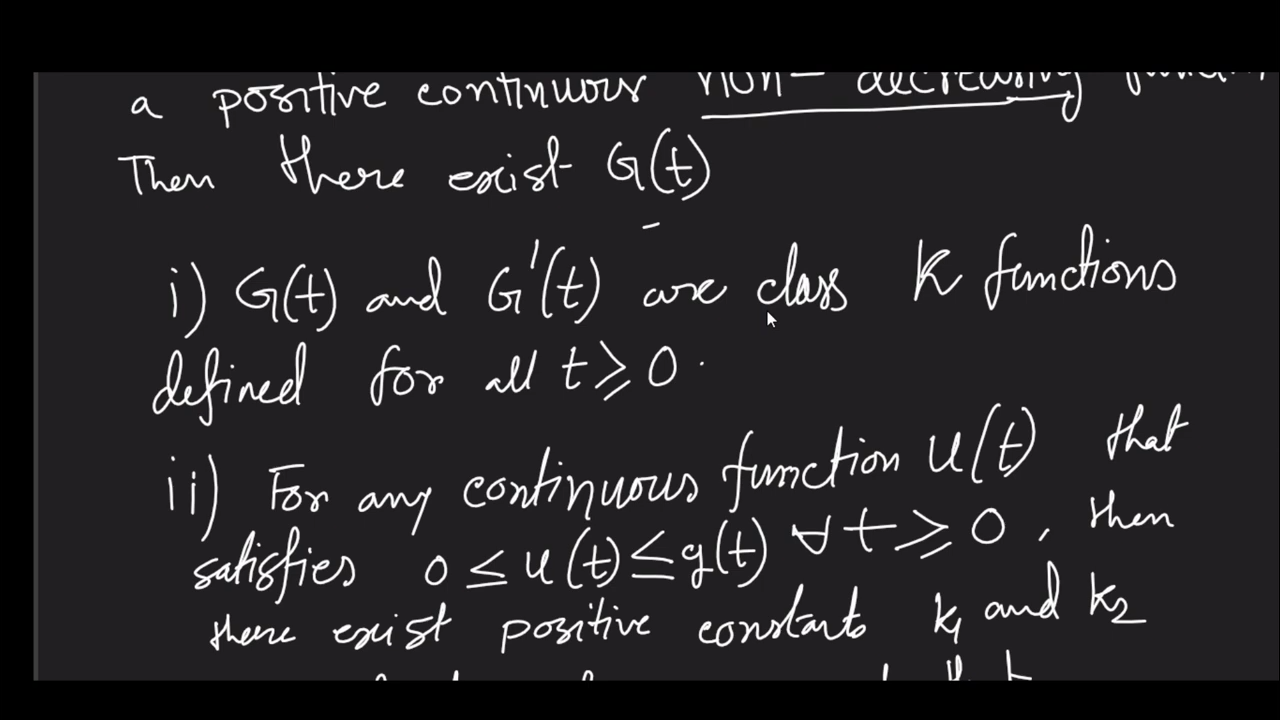 a positive continuous non-decreasing
Then there exist G(t)
i) G(t) and G'(t) are class K functions
defined for all t ≥ 0.
ii) For any continuous function u(t) that
satisfies 0 ≤ u(t) ≤ g(t) ∀ t ≥ 0, then
there exist positive constants k₁ and k₂